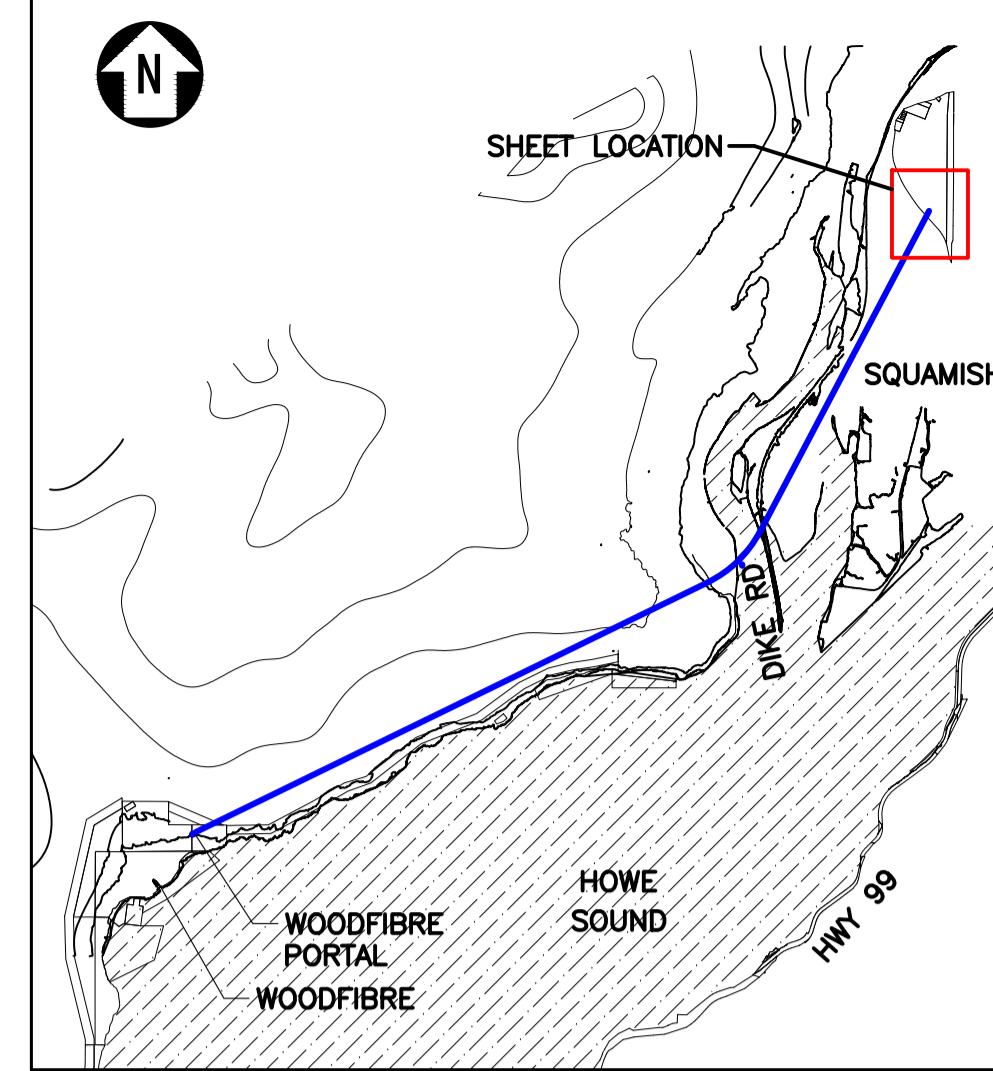 N
SHEET LOCATION
SQUAMISH
DIKE RD
HOWE
SOUND
HWY 99
WOODFIBRE
PORTAL
WOODFIBRE